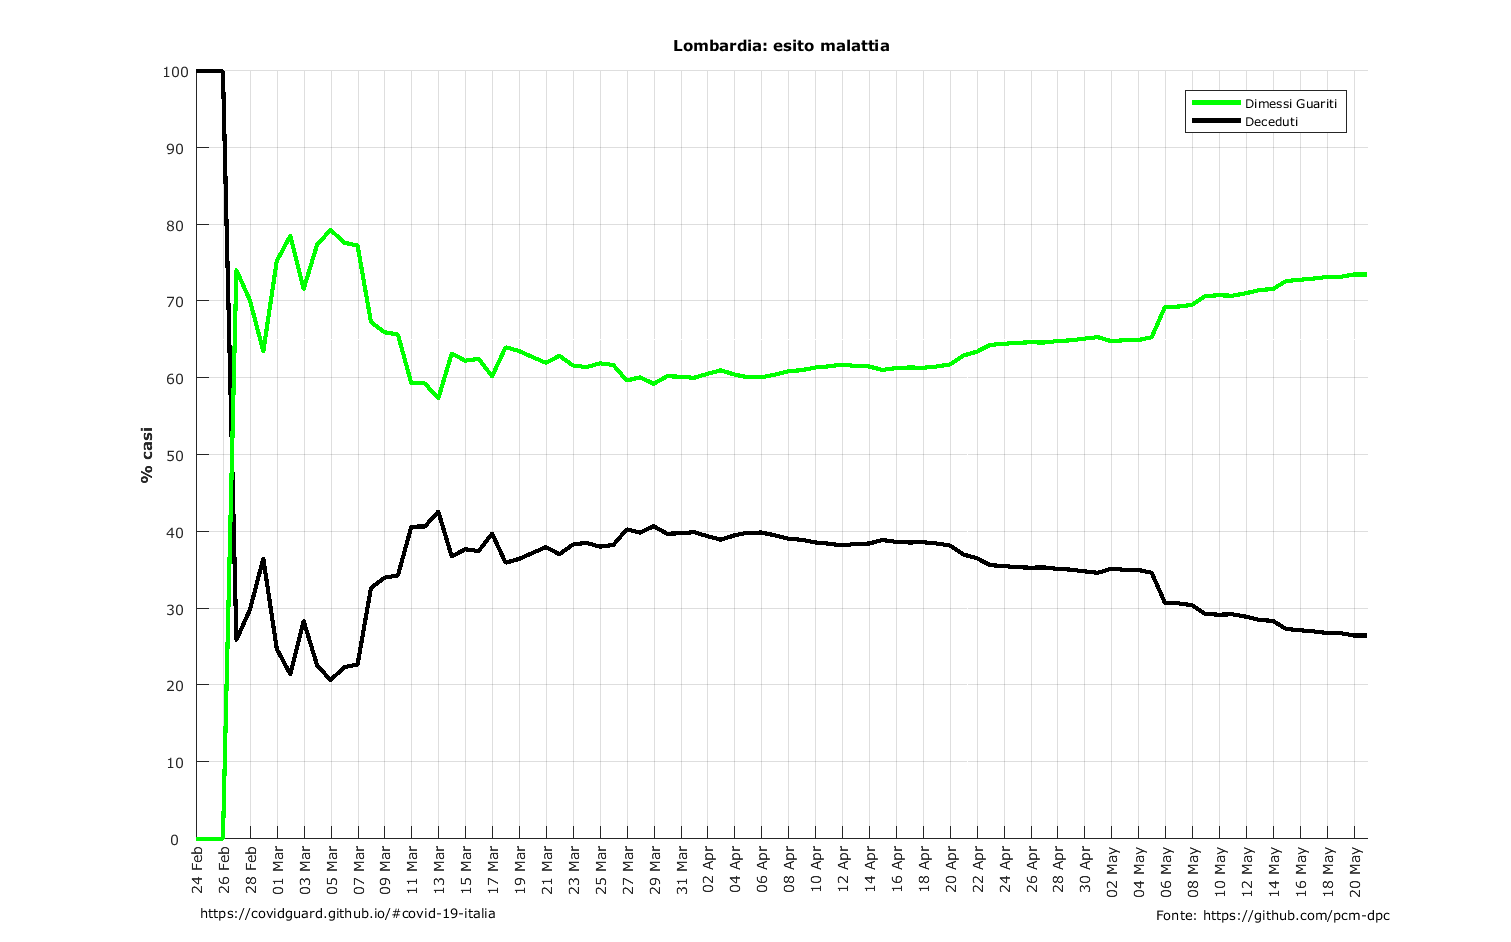 Lombardia: esito malattia
100
90
80
70
60
50
40
30
20
10
0
% casi
Dimessi Guariti
Deceduti
24 Feb
26 Feb
28 Feb
01 Mar
03 Mar
05 Mar
07 Mar
09 Mar
11 Mar
13 Mar
15 Mar
17 Mar
19 Mar
21 Mar
23 Mar
25 Mar
27 Mar
29 Mar
31 Mar
02 Apr
04 Apr
06 Apr
08 Apr
10 Apr
12 Apr
14 Apr
16 Apr
18 Apr
20 Apr
22 Apr
24 Apr
26 Apr
28 Apr
30 Apr
02 May
04 May
06 May
08 May
10 May
12 May
14 May
16 May
18 May
20 May
https://covidguard.github.io/#covid-19-italia
Fonte: https://github.com/pcm-dpc